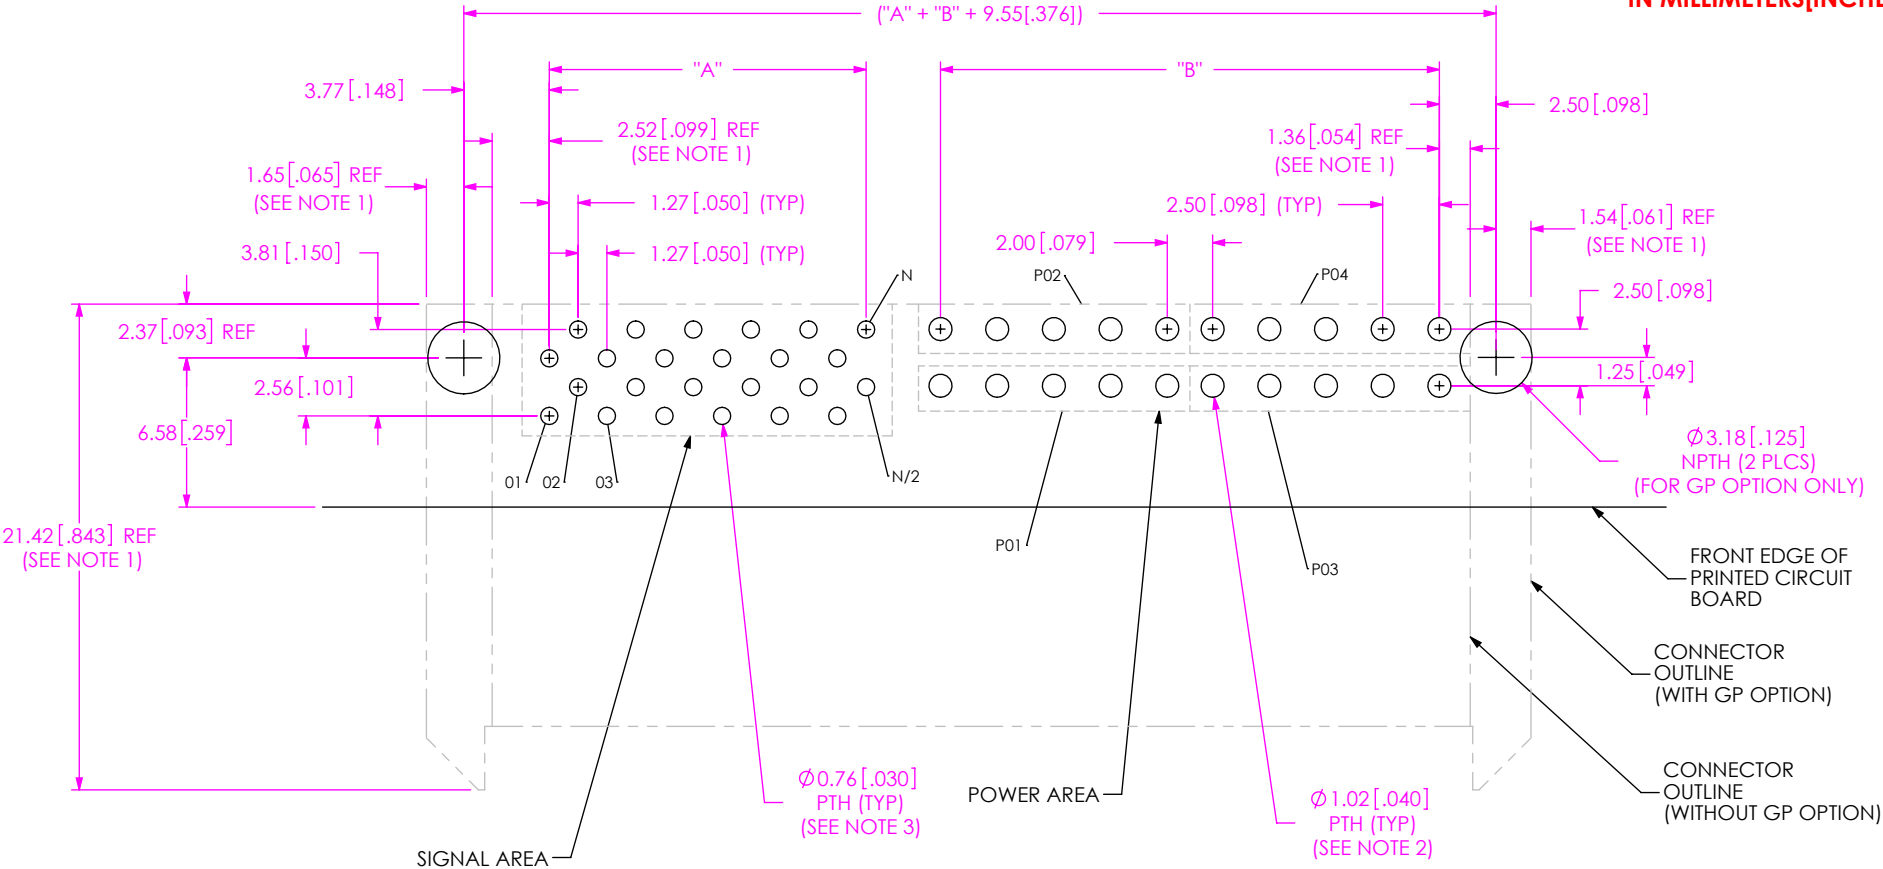 ("A" + "B" + 9.55[.376])
IN MILLIMETERS[INCHE
"A"
"B"
3.77[.148]
2.50[.098]
2.52[.099] REF
(SEE NOTE 1)
1.36[.054] REF
(SEE NOTE 1)
1.65[.065] REF
(SEE NOTE 1)
1.27[.050] (TYP)
2.50[.098] (TYP)
1.54[.061] REF
(SEE NOTE 1)
3.81[.150]
1.27[.050] (TYP)
2.00[.079]
N
P02
P04
2.50[.098]
2.37[.093] REF
2.56[.101]
1.25[.049]
6.58[.259]
01
02
03
N/2
Ø3.18[.125]
NPTH (2 PLCS)
(FOR GP OPTION ONLY)
21.42[.843] REF
(SEE NOTE 1)
P01
P03
FRONT EDGE OF
PRINTED CIRCUIT
BOARD
CONNECTOR
OUTLINE
(WITH GP OPTION)
Ø0.76[.030]
PTH (TYP)
(SEE NOTE 3)
POWER AREA
Ø1.02[.040]
PTH (TYP)
(SEE NOTE 2)
CONNECTOR
OUTLINE
(WITHOUT GP OPTION)
SIGNAL AREA